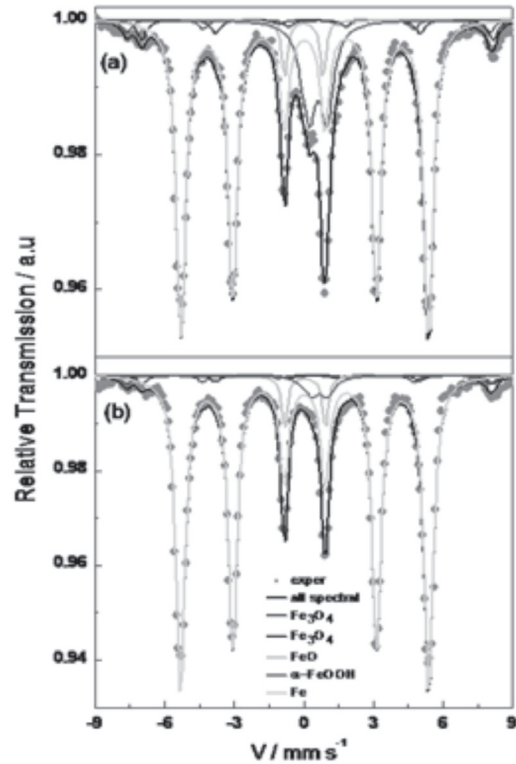 Relative Transmission / a.u
1.00
(a)
0.98
0.96
1.00
(b)
0.98
0.96
0.94
exper
all spectral
Fe3O4
Fe3O4
FeO
α-FeOOH
Fe
-9 -6 -3 0 3 6 9
V / mm s-1